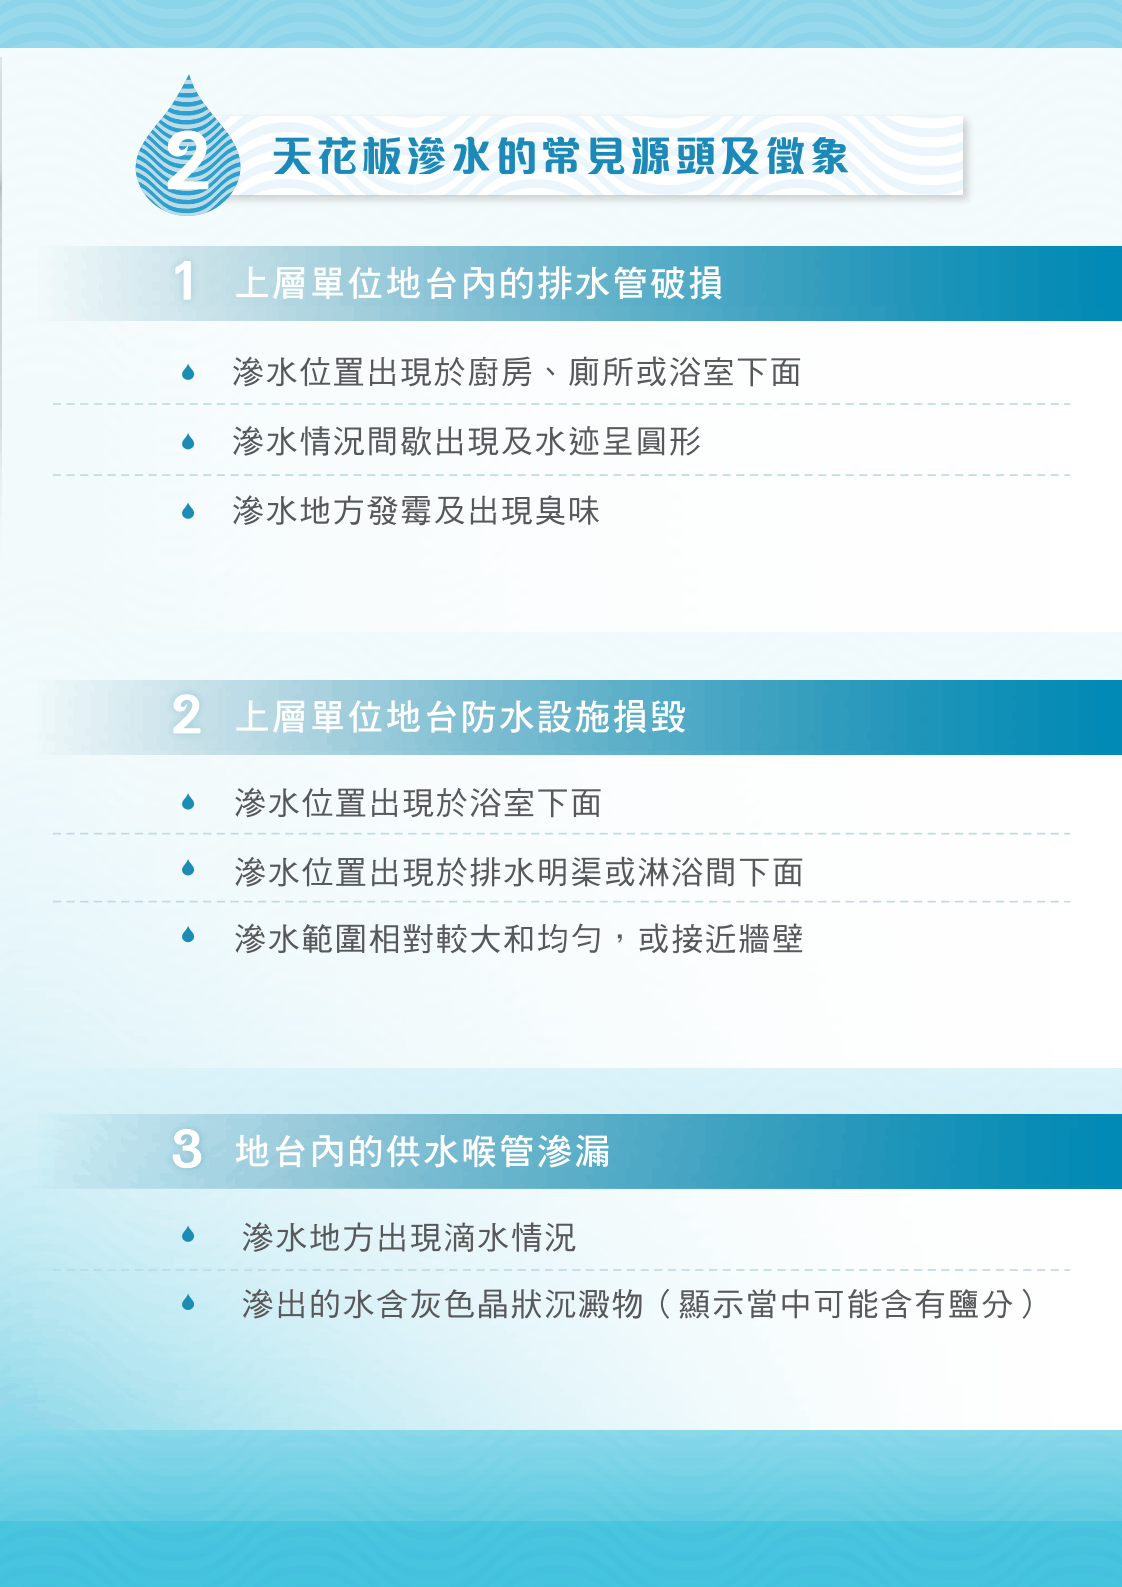 2
天花板滲水的常見源頭及徵象
1 上層單位地台內的排水管破損
滲水位置出現於廚房、廁所或浴室下面
滲水情況間歇出現及水迹呈圓形
滲水地方發霉及出現臭味
2 上層單位地台防水設施損毀
滲水位置出現於浴室下面
滲水位置出現於排水明渠或淋浴間下面
滲水範圍相對較大和均勻，或接近牆壁
3 地台內的供水喉管滲漏
滲水地方出現滴水情況
滲出的水含灰色晶狀沉澱物（顯示當中可能含有鹽分）